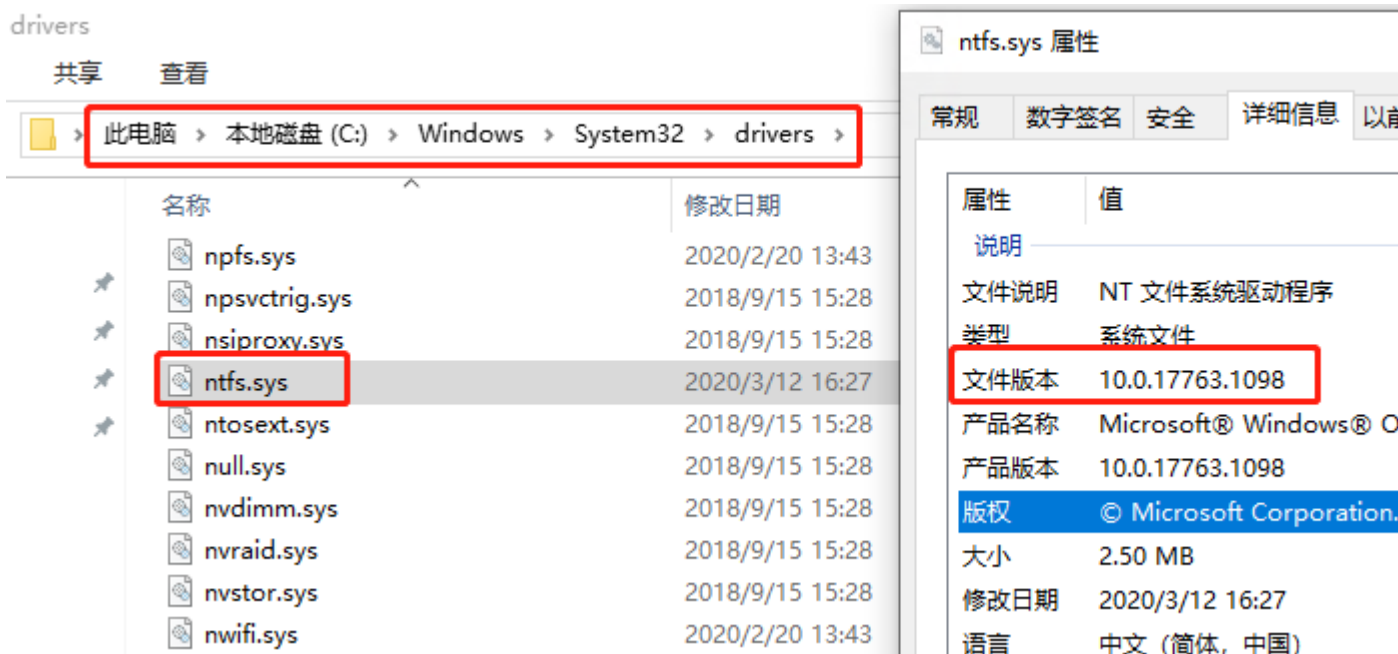 drivers
共享 查看
此电脑 › 本地磁盘 (C:) › Windows › System32 › drivers ›
名称 修改日期
npfs.sys 2020/2/20 13:43
npsvctrig.sys 2018/9/15 15:28
nsiproxy.sys 2018/9/15 15:28
ntfs.sys 2020/3/12 16:27
ntosext.sys 2018/9/15 15:28
null.sys 2018/9/15 15:28
nvdimm.sys 2018/9/15 15:28
nvraid.sys 2018/9/15 15:28
nvstor.sys 2018/9/15 15:28
nwifi.sys 2020/2/20 13:43
ntfs.sys 属性
常规 数字签名 安全 详细信息 以前
属性 值
说明
文件说明 NT 文件系统驱动程序
类型 系统文件
文件版本 10.0.17763.1098
产品名称 Microsoft® Windows® O
产品版本 10.0.17763.1098
版权 © Microsoft Corporation.
大小 2.50 MB
修改日期 2020/3/12 16:27
语言 中文 (简体，中国)